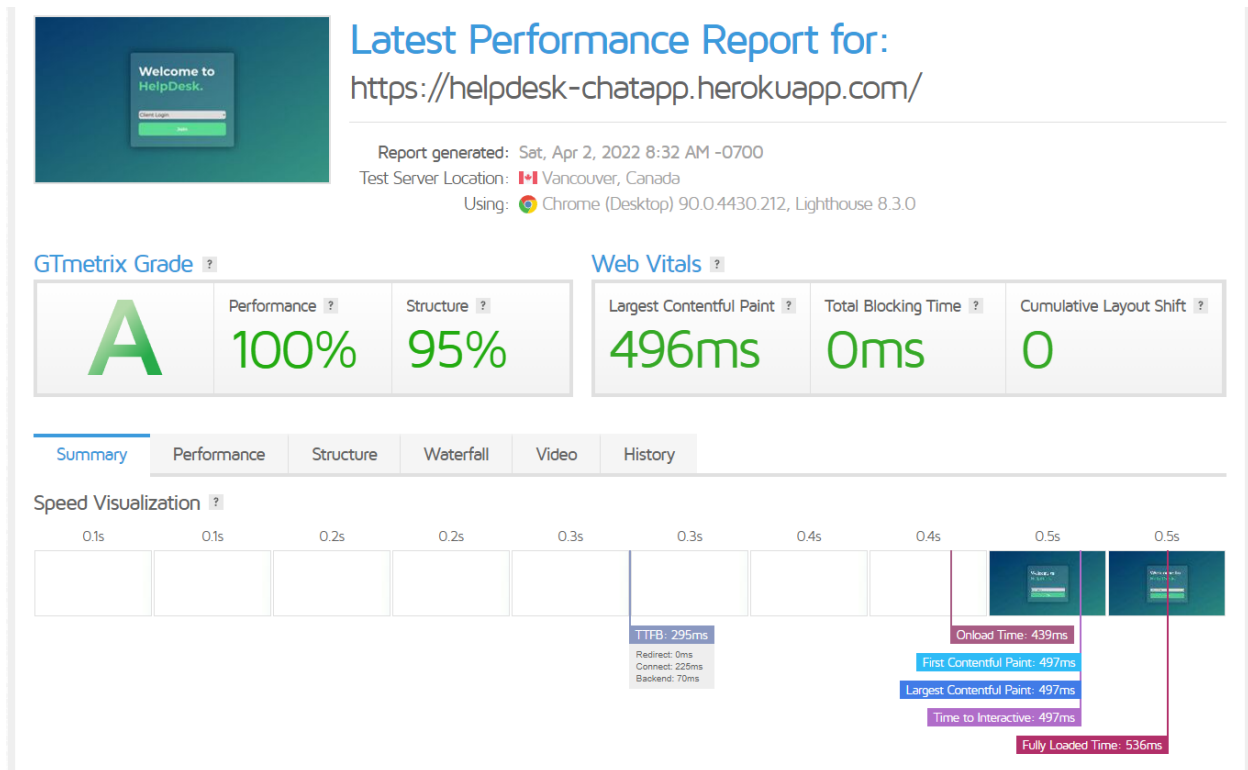 Welcome to
HelpDesk.
Client Login
Join
Latest Performance Report for:
https://helpdesk-chatapp.herokuapp.com/
Report generated: Sat, Apr 2, 2022 8:32 AM -0700
Test Server Location: Vancouver, Canada
Using: Chrome (Desktop) 90.0.4430.212, Lighthouse 8.3.0
GTmetrix Grade ?
Web Vitals ?
A
Performance ?
100%
Structure ?
95%
Largest Contentful Paint ?
496ms
Total Blocking Time ?
0ms
Cumulative Layout Shift ?
0
Summary Performance Structure Waterfall Video History
Speed Visualization ?
0.1s 0.1s 0.2s 0.2s 0.3s 0.3s 0.4s 0.4s 0.5s 0.5s
TTFB: 295ms
Redirect: 0ms
Connect: 225ms
Backend: 70ms
Onload Time: 439ms
First Contentful Paint: 497ms
Largest Contentful Paint: 497ms
Time to Interactive: 497ms
Fully Loaded Time: 536ms